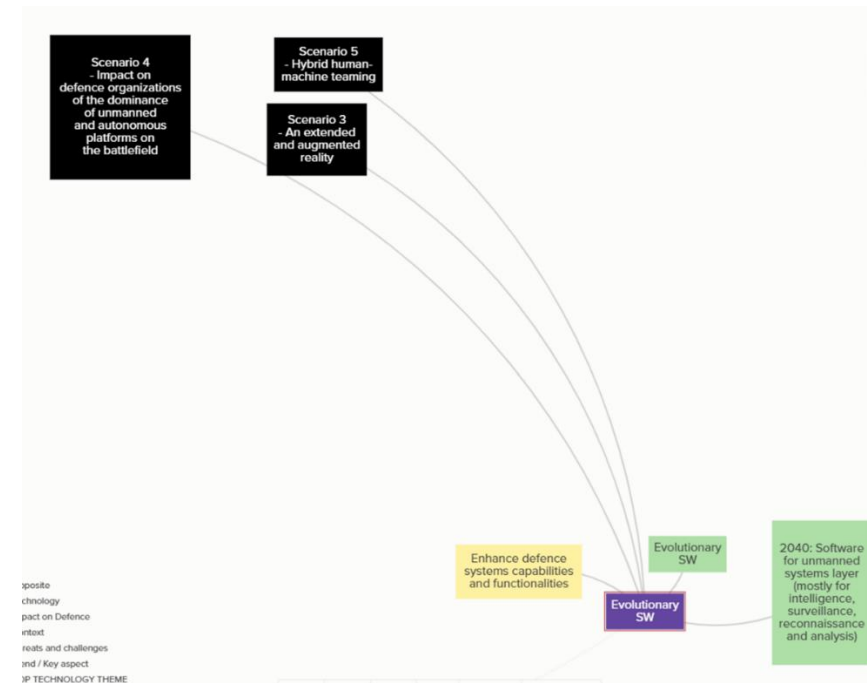 Scenario 4
- Impact on
defence organizations
of the dominance
of unmanned
and autonomous
platforms on
the battlefield
Scenario 5
- Hybrid human-
machine teaming
Scenario 3
- An extended
and augmented
reality
Enhance defence
systems capabilities
and functionalities
Evolutionary
SW
Evolutionary
SW
2040: Software
for unmanned
systems layer
(mostly for
intelligence,
surveillance,
reconnaissance
and analysis)
pposite
chnology
pact on Defence
ontext
reats and challenges
end / Key aspect
OP TECHNOLOGY THEME